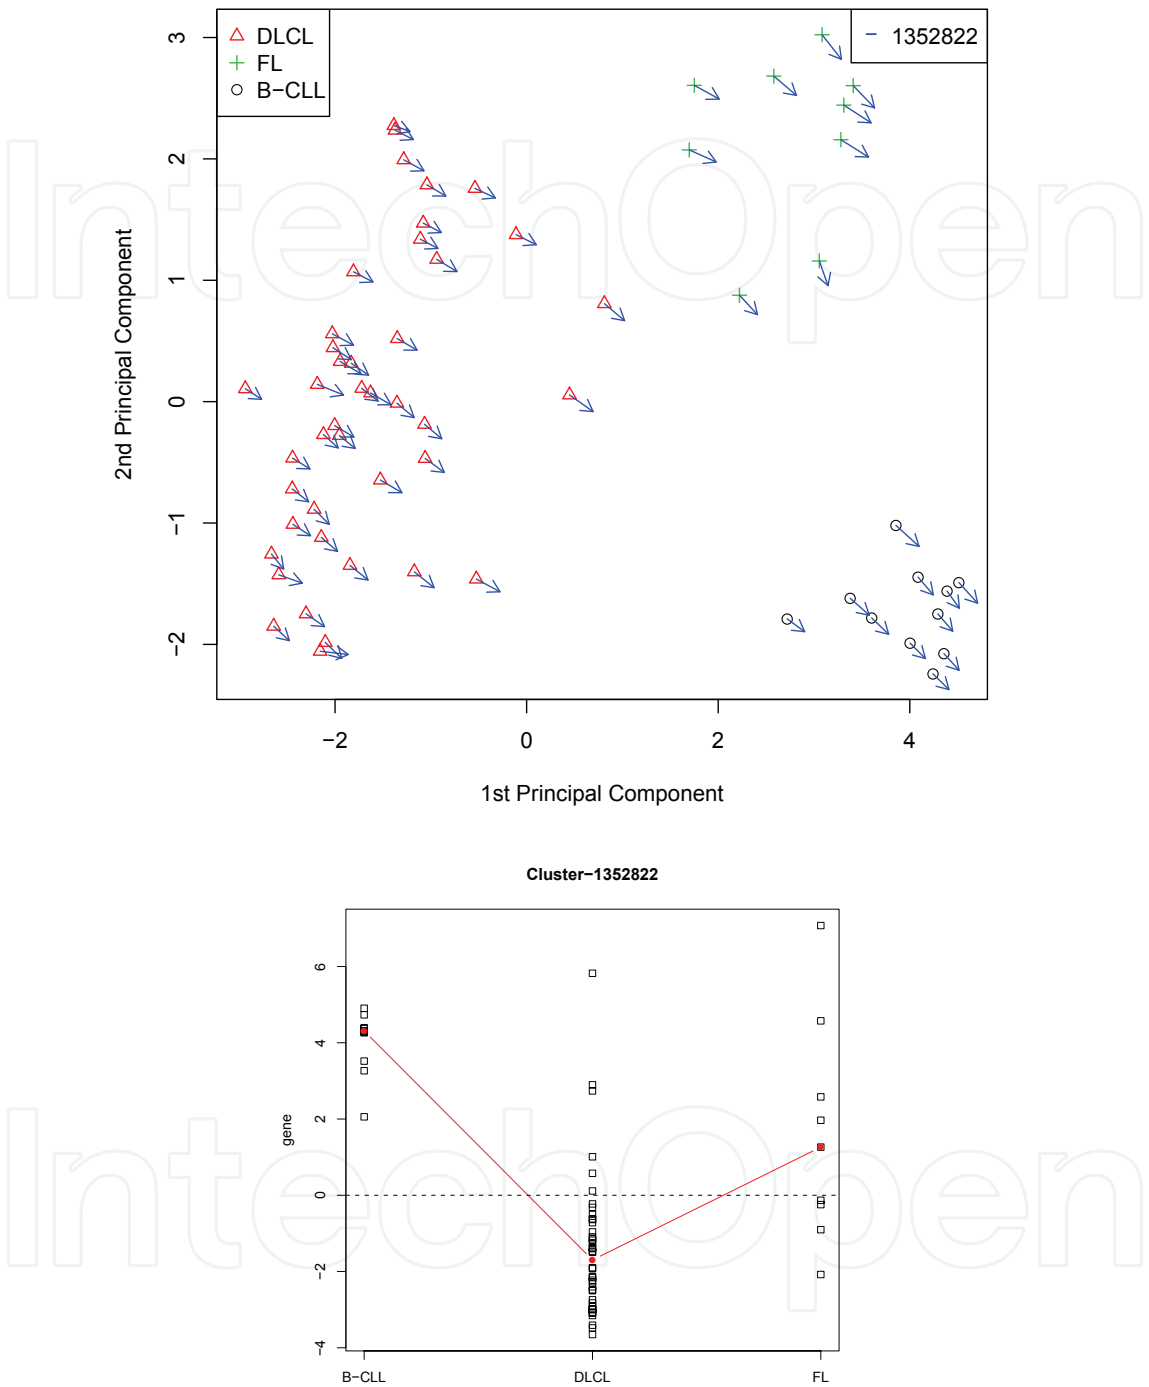 DLCL
FL
B−CLL
1352822
3
2
1
0
−1
−2
2nd Principal Component
−2
0
2
4
1st Principal Component
IntechOpen
Cluster−1352822
6
4
2
0
−2
−4
gene
B-CLL
DLCL
FL
IntechOpen